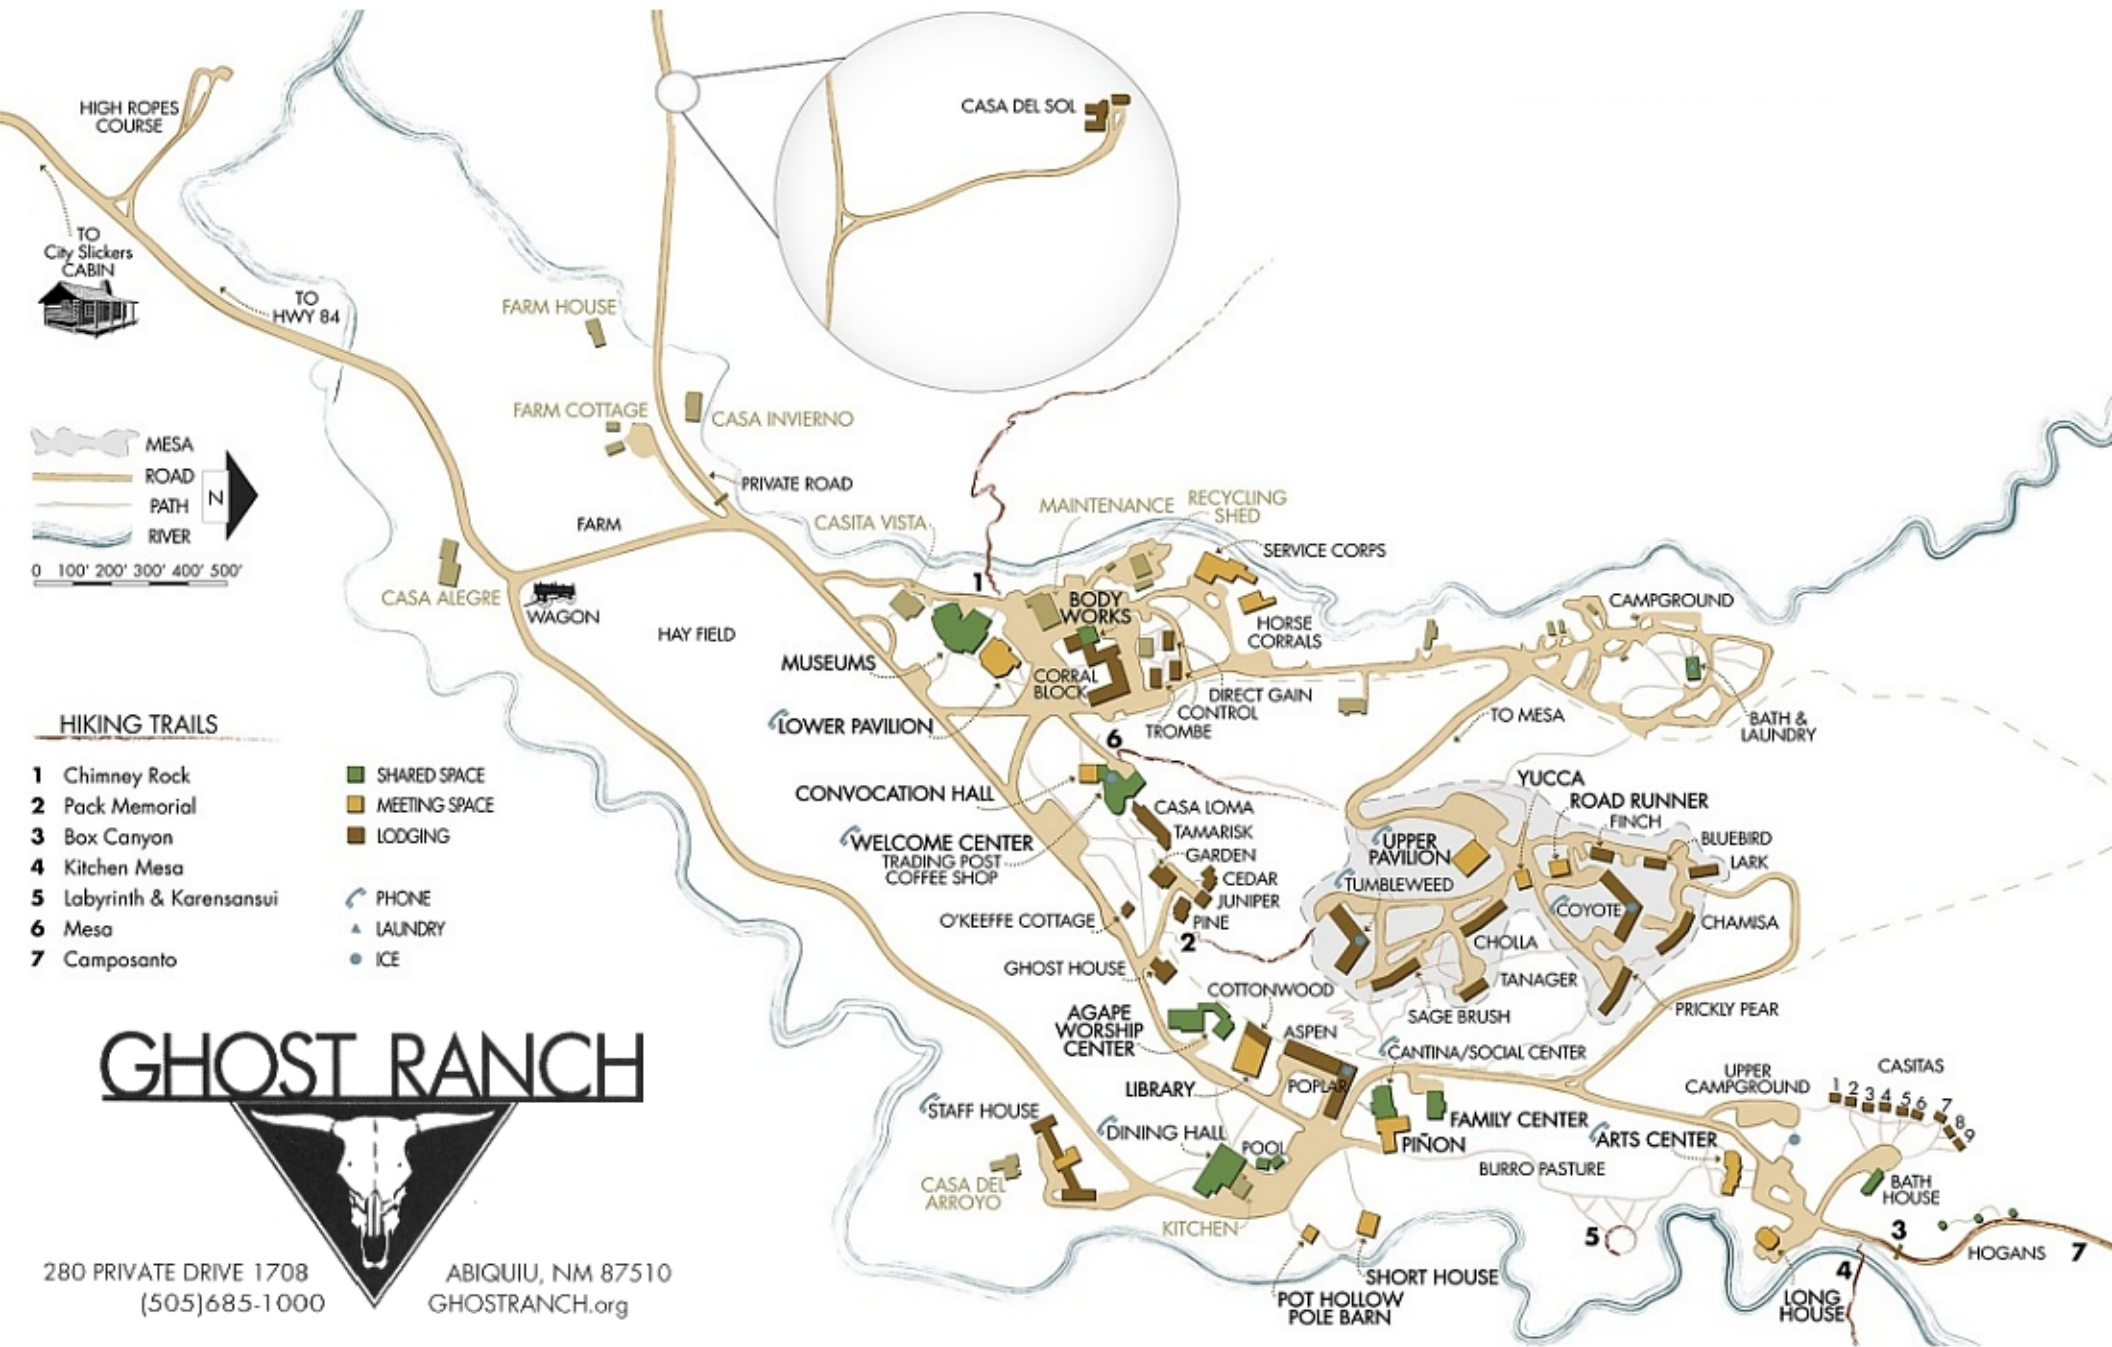 HIGH ROPES
COURSE
CASA DEL SOL
TO
City Slickers
CABIN
TO
HWY 84
FARM HOUSE
FARM COTTAGE
CASA INVIERNO
PRIVATE ROAD
MESA
ROAD
PATH
RIVER
N
0 100' 200' 300' 400' 500'
FARM
CASITA VISTA
MAINTENANCE
RECYCLING
SHED
SERVICE CORPS
CASA ALEGRE
WAGON
HAY FIELD
1
BODY
WORKS
HORSE
CORRALS
CAMPGROUND
MUSEUMS
CORRAL
BLOCK
DIRECT GAIN
CONTROL
TROMBE
LOWER PAVILION
TO MESA
BATH &
LAUNDRY
HIKING TRAILS
1 Chimney Rock
2 Pack Memorial
3 Box Canyon
4 Kitchen Mesa
5 Labyrinth & Karensansui
6 Mesa
7 Camposanto
SHARED SPACE
MEETING SPACE
LODGING
PHONE
LAUNDRY
ICE
6
CONVOCATION HALL
WELCOME CENTER
TRADING POST
COFFEE SHOP
CASA LOMA
TAMARISK
GARDEN
CEDAR
JUNIPER
PINE
2
O'KEEFFE COTTAGE
GHOST HOUSE
YUCCA
ROAD RUNNER
FINCH
BLUEBIRD
LARK
UPPER
PAVILION
TUMBLEWEED
COYOTE
CHAMISA
CHOLLA
TANAGER
SAGE BRUSH
PRICKLY PEAR
COTTONWOOD
AGAPE
WORSHIP
CENTER
ASPEN
CANTINA/SOCIAL CENTER
LIBRARY
POPLAR
STAFF HOUSE
DINING HALL
POOL
FAMILY CENTER
PIÑON
CASA DEL
ARROYO
KITCHEN
UPPER
CAMPGROUND
CASITAS
1 2 3 4 5 6 7 8 9
ARTS CENTER
BURRO PASTURE
BATH
HOUSE
5
3
HOGANS
7
4
SHORT HOUSE
POT HOLLOW
POLE BARN
LONG
HOUSE
GHOST RANCH
280 PRIVATE DRIVE 1708
(505)685-1000
ABIQUIU, NM 87510
GHOSTRANCH.org